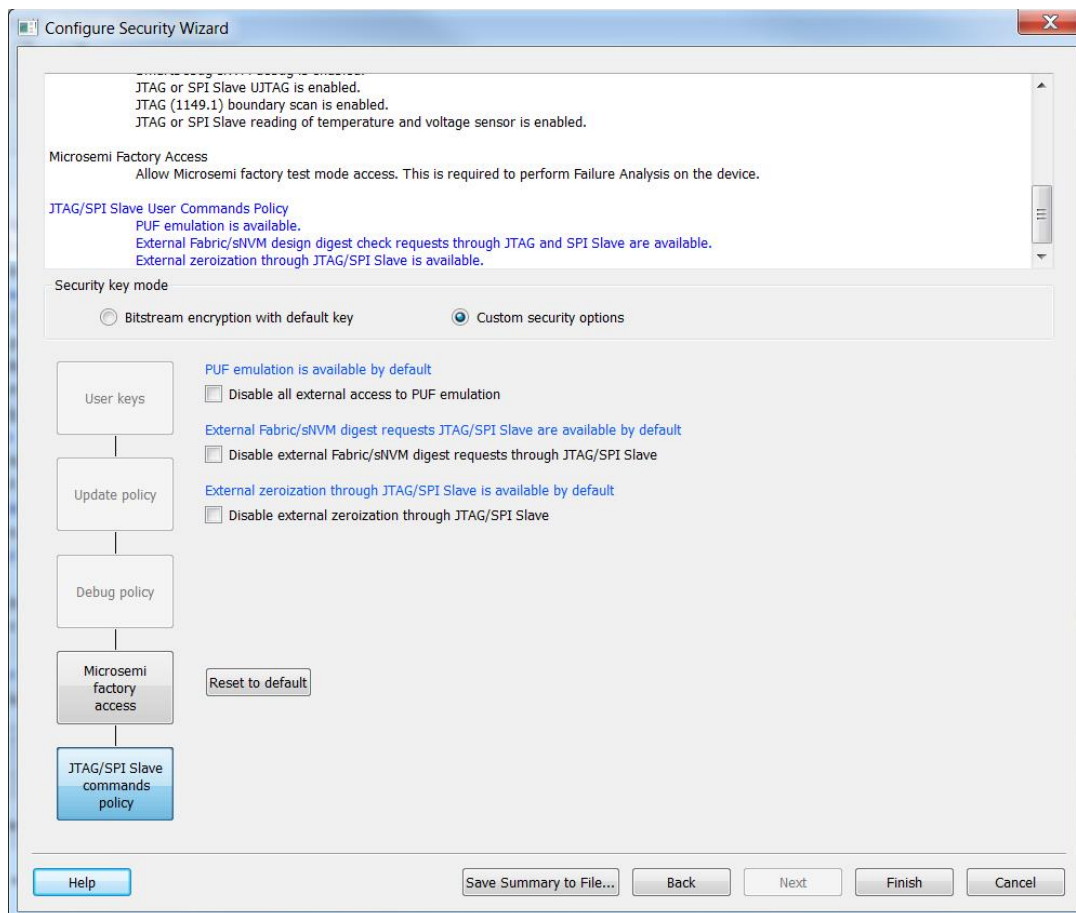 Configure Security Wizard
JTAG or SPI Slave UJTAG is enabled.
JTAG (1149.1) boundary scan is enabled.
JTAG or SPI Slave reading of temperature and voltage sensor is enabled.
Microsemi Factory Access
Allow Microsemi factory test mode access. This is required to perform Failure Analysis on the device.
JTAG/SPI Slave User Commands Policy
PUF emulation is available.
External Fabric/sNVM design digest check requests through JTAG and SPI Slave are available.
External zeroization through JTAG/SPI Slave is available.
Security key mode
Bitstream encryption with default key Custom security options
User keys
PUF emulation is available by default
Disable all external access to PUF emulation
External Fabric/sNVM digest requests JTAG/SPI Slave are available by default
Disable external Fabric/sNVM digest requests through JTAG/SPI Slave
Update policy
External zeroization through JTAG/SPI Slave is available by default
Disable external zeroization through JTAG/SPI Slave
Debug policy
Microsemi
factory
access
Reset to default
JTAG/SPI Slave
commands
policy
Help Save Summary to File... Back Next Finish Cancel